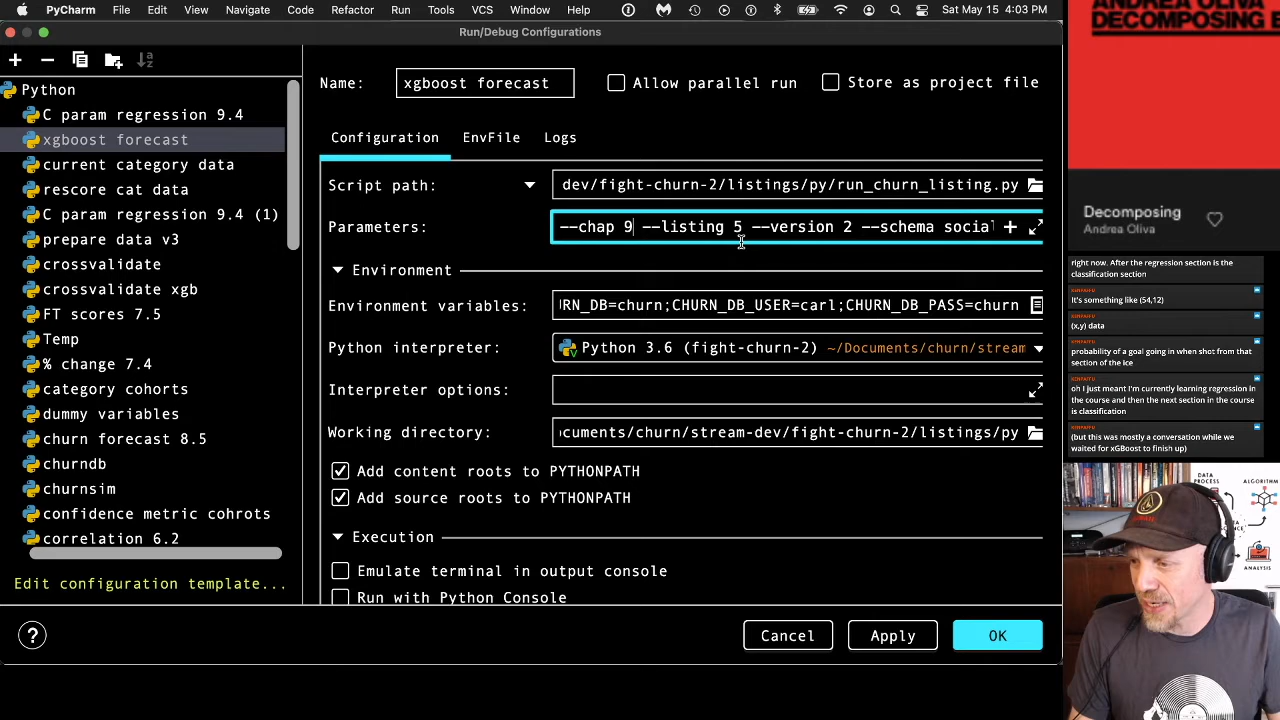 PyCharm File Edit View Navigate Code Refactor Run Tools VCS Window Help Sat May 15 4:03 PM
Run/Debug Configurations
Python
C param regression 9.4
xgboost forecast
current category data
rescore cat data
C param regression 9.4 (1)
prepare data v3
crossvalidate
crossvalidate xgb
FT scores 7.5
Temp
% change 7.4
category cohorts
dummy variables
churn forecast 8.5
churndb
churnsim
confidence metric cohrots
correlation 6.2
Edit configuration template...
?
Name: xgboost forecast Allow parallel run Store as project file
Configuration EnvFile Logs
Script path: dev/fight-churn-2/listings/py/run_churn_listing.py
Parameters: --chap 9 --listing 5 --version 2 --schema social
Environment
Environment variables: RN_DB=churn;CHURN_DB_USER=carl;CHURN_DB_PASS=churn
Python interpreter: Python 3.6 (fight-churn-2) ~/Documents/churn/stream
Interpreter options:
Working directory: ocuments/churn/stream-dev/fight-churn-2/listings/py
Add content roots to PYTHONPATH
Add source roots to PYTHONPATH
Execution
Emulate terminal in output console
Run with Python Console
Cancel Apply OK
ANDREA OLIVA
DECOMPOSING
Decomposing
Andrea Oliva
right now. After the regression section is the
classification section
It's something like (54,12)
(x,y) data
probability of a goal going in when shot from that
section of the ice
oh I just meant I'm currently learning regression in
the course and then the next section in the course
is classification
(but this was mostly a conversation while we
waited for xGBoost to finish up)
DATA
PROCESS
ALGORITHM
ANALYSIS